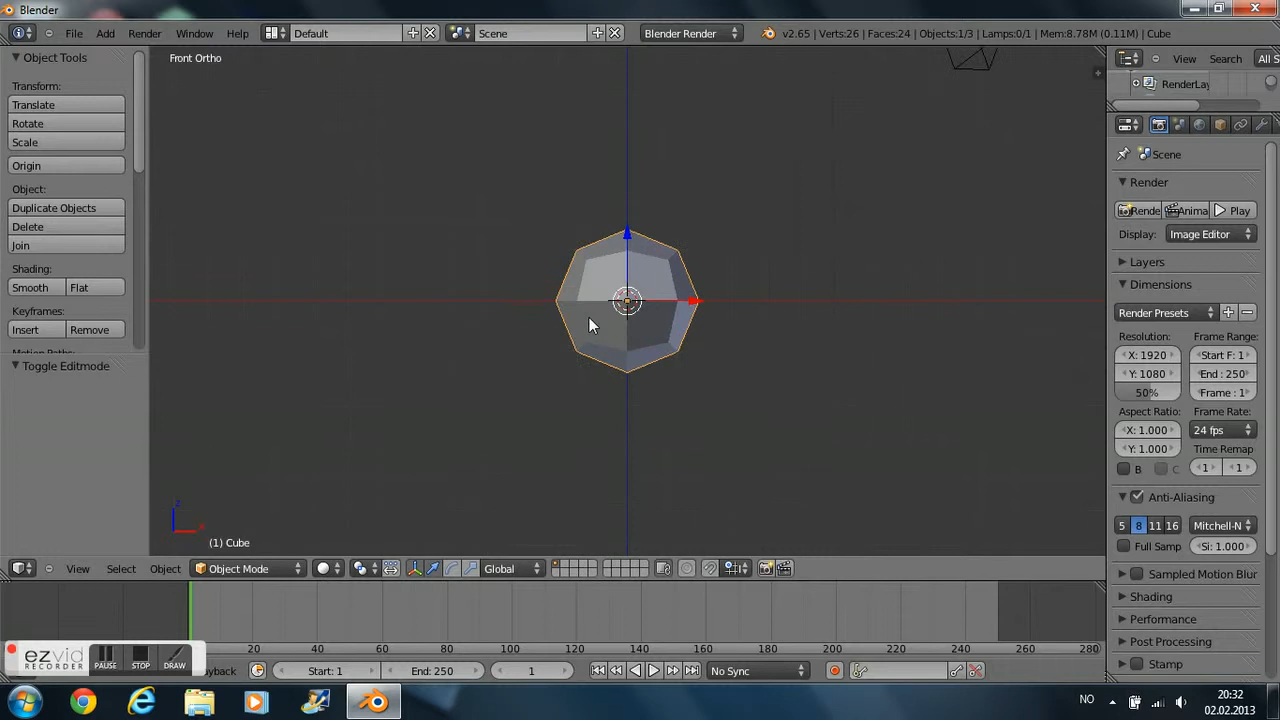 Blender
File Add Render Window Help Default Scene Blender Render v2.65 | Verts:26 | Faces:24 | Objects:1/3 | Lamps:0/1 | Mem:8.78M (0.11M) | Cube
Object Tools
Transform:
Translate
Rotate
Scale
Origin
Object:
Duplicate Objects
Delete
Join
Shading:
Smooth Flat
Keyframes:
Insert Remove
Toggle Editmode
Front Ortho
(1) Cube
View Select Object Object Mode Global
View Search All S
RenderLay
Scene
Render
Rende Anima Play
Display: Image Editor
Layers
Dimensions
Render Presets
Resolution: Frame Range:
X: 1920 Start F: 1
Y: 1080 End : 250
50% Frame : 1
Aspect Ratio: Frame Rate:
X: 1.000 24 fps
Y: 1.000 Time Remap
B C 1 1
Anti-Aliasing
5 8 11 16 Mitchell-N
Full Samp Si: 1.000
Sampled Motion Blur
Shading
Performance
Post Processing
Stamp
20 40 60 80 100 120 140 160 180 200 220 240 260 280
ezvid
RECORDER
PAUSE STOP DRAW
yback Start: 1 End: 250 1 No Sync
NO 20:32
02.02.2013